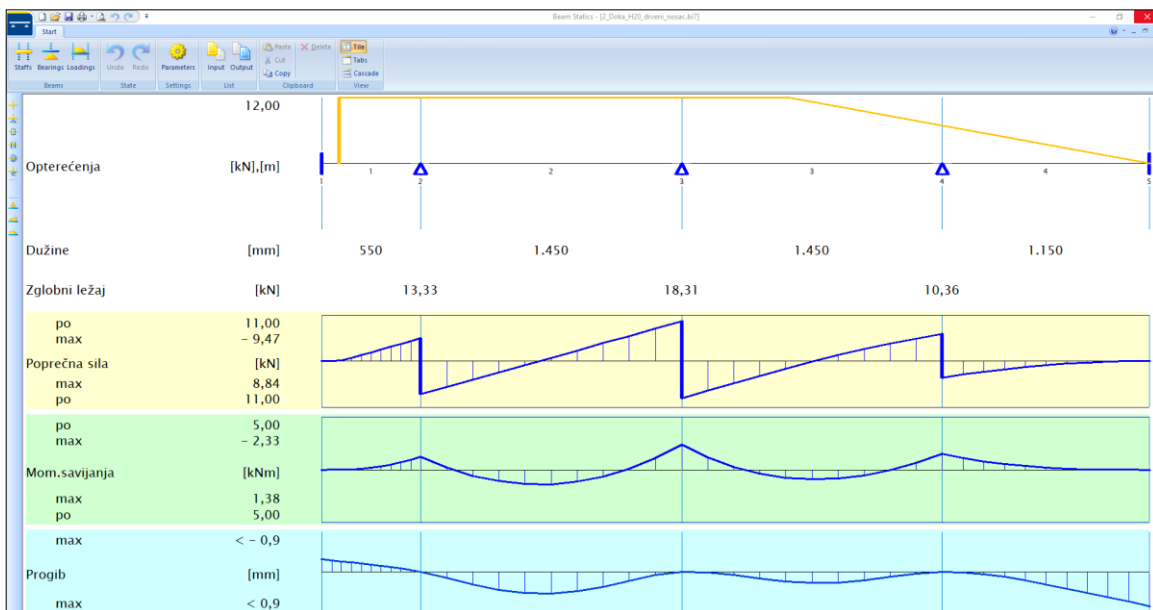 Beam Statics - [2_Doka_H20_drveni_nosac.bi7]
Start
Staffs Bearings Loadings
Undo Redo
Parameters
Input Output
Paste Delete
Cut
Copy
Tile
Tabs
Cascade
Beams State Settings List Clipboard View
12,00
Opterećenja [kN],[m]
1 2 3 4
1 2 3 4 5
Dužine [mm] 550 1.450 1.450 1.150
Zglobni ležaj [kN] 13,33 18,31 10,36
po 11,00
max - 9,47
Poprečna sila [kN]
max 8,84
po 11,00
po 5,00
max - 2,33
Mom.savijanja [kNm]
max 1,38
po 5,00
max < - 0,9
Progib [mm]
max < 0,9